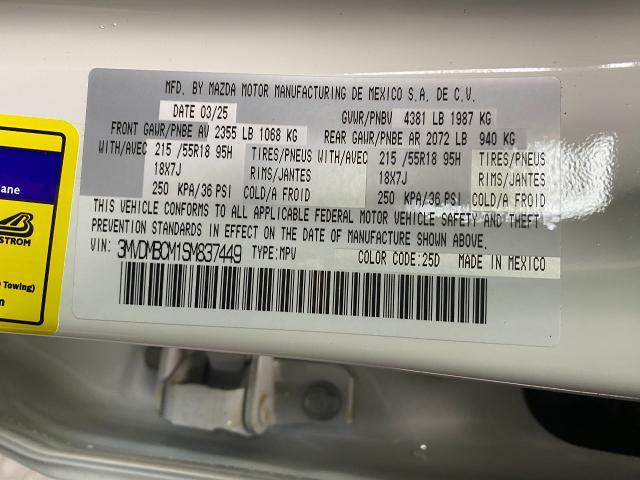 MFD. BY MAZDA MOTOR MANUFACTURING DE MEXICO S.A. DE C.V.
DATE 03/25 GVWR/PNBV 4381 LB 1987 KG
FRONT GAWR/PNBE AV 2355 LB 1068 KG REAR GAWR/PNBE AR 2072 LB 940 KG
WITH/AVEC 215 /55R18 95H TIRES/PNEUS WITH/AVEC 215 /55R18 95H TIRES/PNEUS
18X7J RIMS/JANTES 18X7J RIMS/JANTES
250 KPA/36 PSI COLD/A FROID 250 KPA/36 PSI COLD/A FROID
THIS VEHICLE CONFORMS TO ALL APPLICABLE FEDERAL MOTOR VEHICLE SAFETY AND THEFT
PREVENTION STANDARDS IN EFFECT ON THE DATE OF MANUFACTURE SHOWN ABOVE.
VIN: 3MVDMBCM1SM837449 TYPE:MPV COLOR CODE:25D MADE IN MEXICO
Towing)